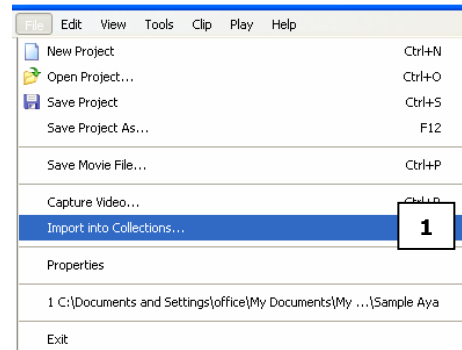 File Edit View Tools Clip Play Help
New Project Ctrl+N
Open Project... Ctrl+O
Save Project Ctrl+S
Save Project As... F12
Save Movie File... Ctrl+P
Capture Video...
Import into Collections... 1
Properties
1 C:\Documents and Settings\office\My Documents\My ...\Sample Aya
Exit